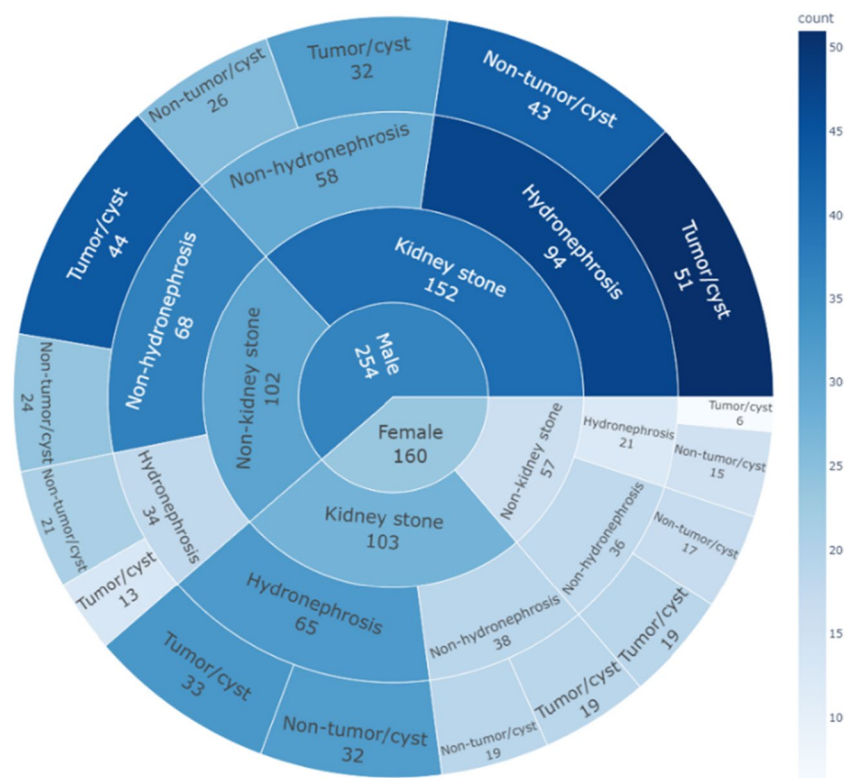 count
50
45
40
35
30
25
20
15
10
Male
254
Kidney stone
152
Hydronephrosis
94
Tumor/cyst
51
Non-tumor/cyst
43
Non-hydronephrosis
58
Tumor/cyst
32
Non-tumor/cyst
26
Non-kidney stone
102
Non-hydronephrosis
68
Tumor/cyst
44
Non-tumor/cyst
24
Hydronephrosis
34
Non-tumor/cyst
21
Tumor/cyst
13
Female
160
Kidney stone
103
Hydronephrosis
65
Tumor/cyst
33
Non-tumor/cyst
32
Non-hydronephrosis
38
Non-tumor/cyst
19
Tumor/cyst
19
Non-kidney stone
57
Non-hydronephrosis
36
Tumor/cyst
19
Non-tumor/cyst
17
Hydronephrosis
21
Non-tumor/cyst
15
Tumor/cyst
6